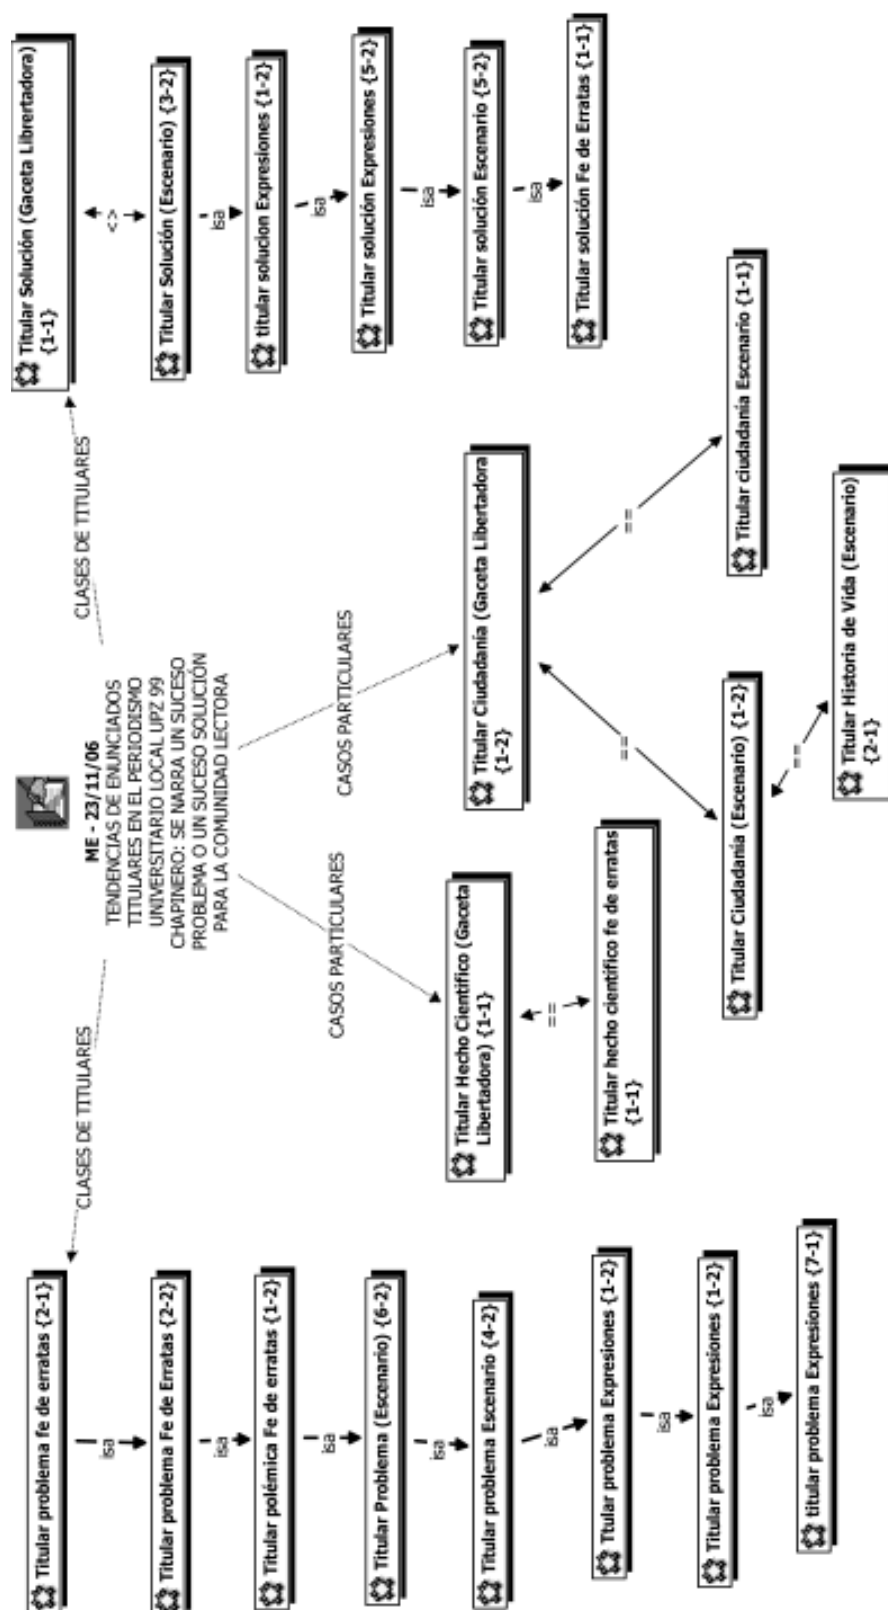 ME - 23/11/06
TENDENCIAS DE ENUNCIADOS
TITULARES EN EL PERIODISMO
UNIVERSITARIO LOCAL UPZ 99
CHAPINERO: SE NARRA UN SUCESO
PROBLEMA O UN SUCESO SOLUCIÓN
PARA LA COMUNIDAD LECTORA
CLASES DE TITULARES
Titular problema fe de erratas {2-1}
isa
Titular problema Fe de Erratas {2-2}
isa
Titular polémica Fe de erratas {1-2}
isa
Titular Problema (Escenario) {6-2}
isa
Titular problema Escenario {4-2}
isa
Ttular problema Expresiones {1-2}
isa
Titular problema Expresiones {1-2}
isa
titular problema Expresiones {7-1}
CASOS PARTICULARES
Titular Hecho Científico (Gaceta
Libertadora) {1-1}
==
Titular hecho científico fe de erratas
{1-1}
CASOS PARTICULARES
Titular Ciudadanía (Gaceta Libertadora
{1-2}
==
==
Titular Ciudadanía (Escenario) {1-2}
==
Titular ciudadanía Escenario {1-1}
Titular Historia de Vida (Escenario)
{2-1}
CLASES DE TITULARES
Titular Solución (Gaceta Librertadora)
{1-1}
<>
Titular Solución (Escenario) {3-2}
isa
titular solucion Expresiones {1-2}
isa
Titular solución Expresiones {5-2}
isa
Titular solución Escenario {5-2}
isa
Titular solución Fe de Erratas {1-1}